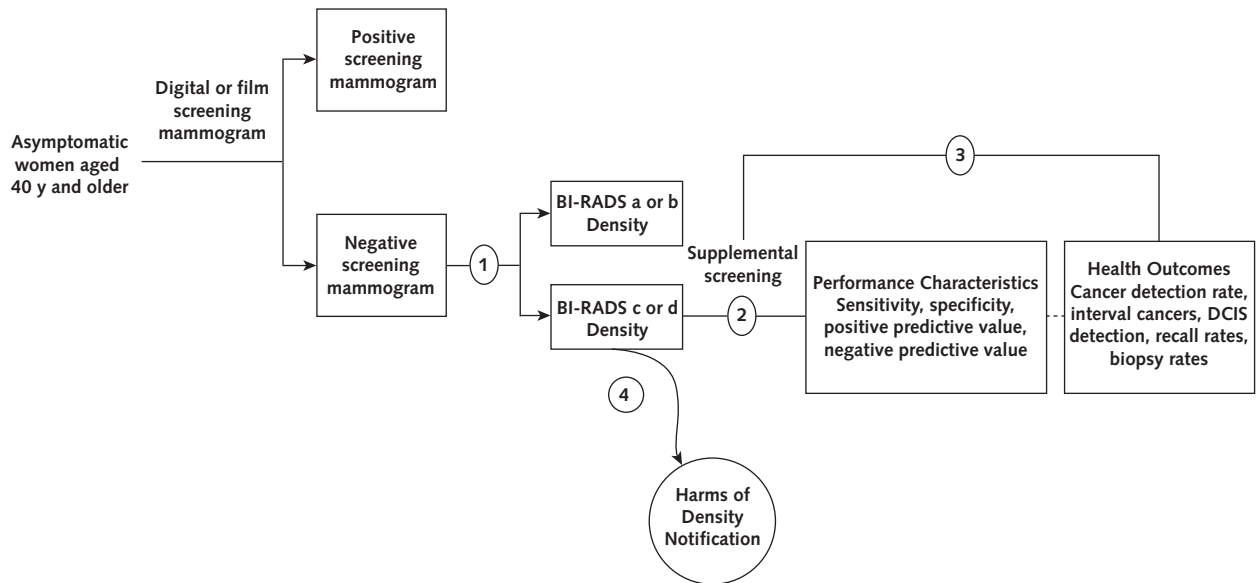 Positive
screening
mammogram
Digital or film
screening
mammogram
Asymptomatic
women aged
40 y and older
Negative
screening
mammogram
1
BI-RADS a or b
Density
BI-RADS c or d
Density
Supplemental
screening
2
3
Performance Characteristics
Sensitivity, specificity,
positive predictive value,
negative predictive value
Health Outcomes
Cancer detection rate,
interval cancers, DCIS
detection, recall rates,
biopsy rates
4
Harms of
Density
Notification